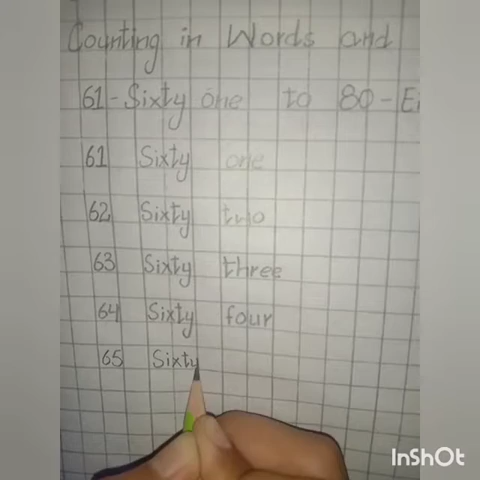 Counting in Words and
61-Sixty one to 80-Ei
61 Sixty one
62 Sixty two
63 Sixty three
64 Sixty four
65 Sixty
InShOt